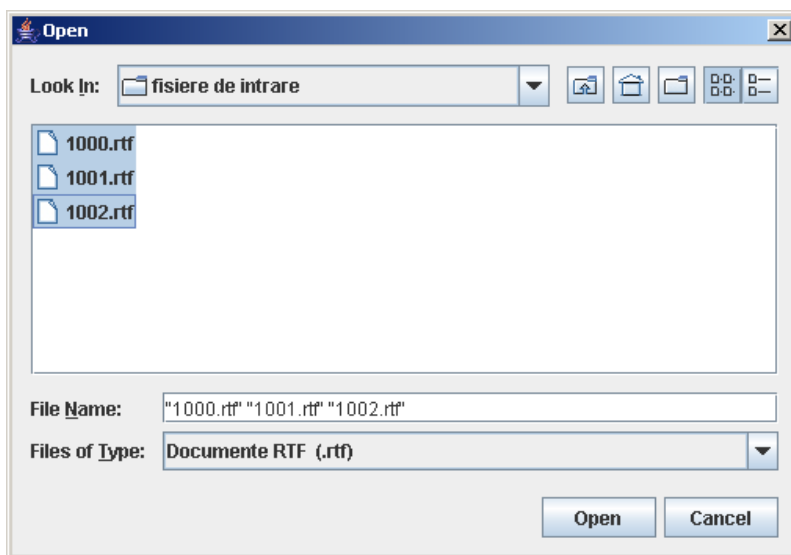 Open
Look In: fisiere de intrare
1000.rtf
1001.rtf
1002.rtf
File Name: "1000.rtf" "1001.rtf" "1002.rtf"
Files of Type: Documente RTF (.rtf)
Open Cancel